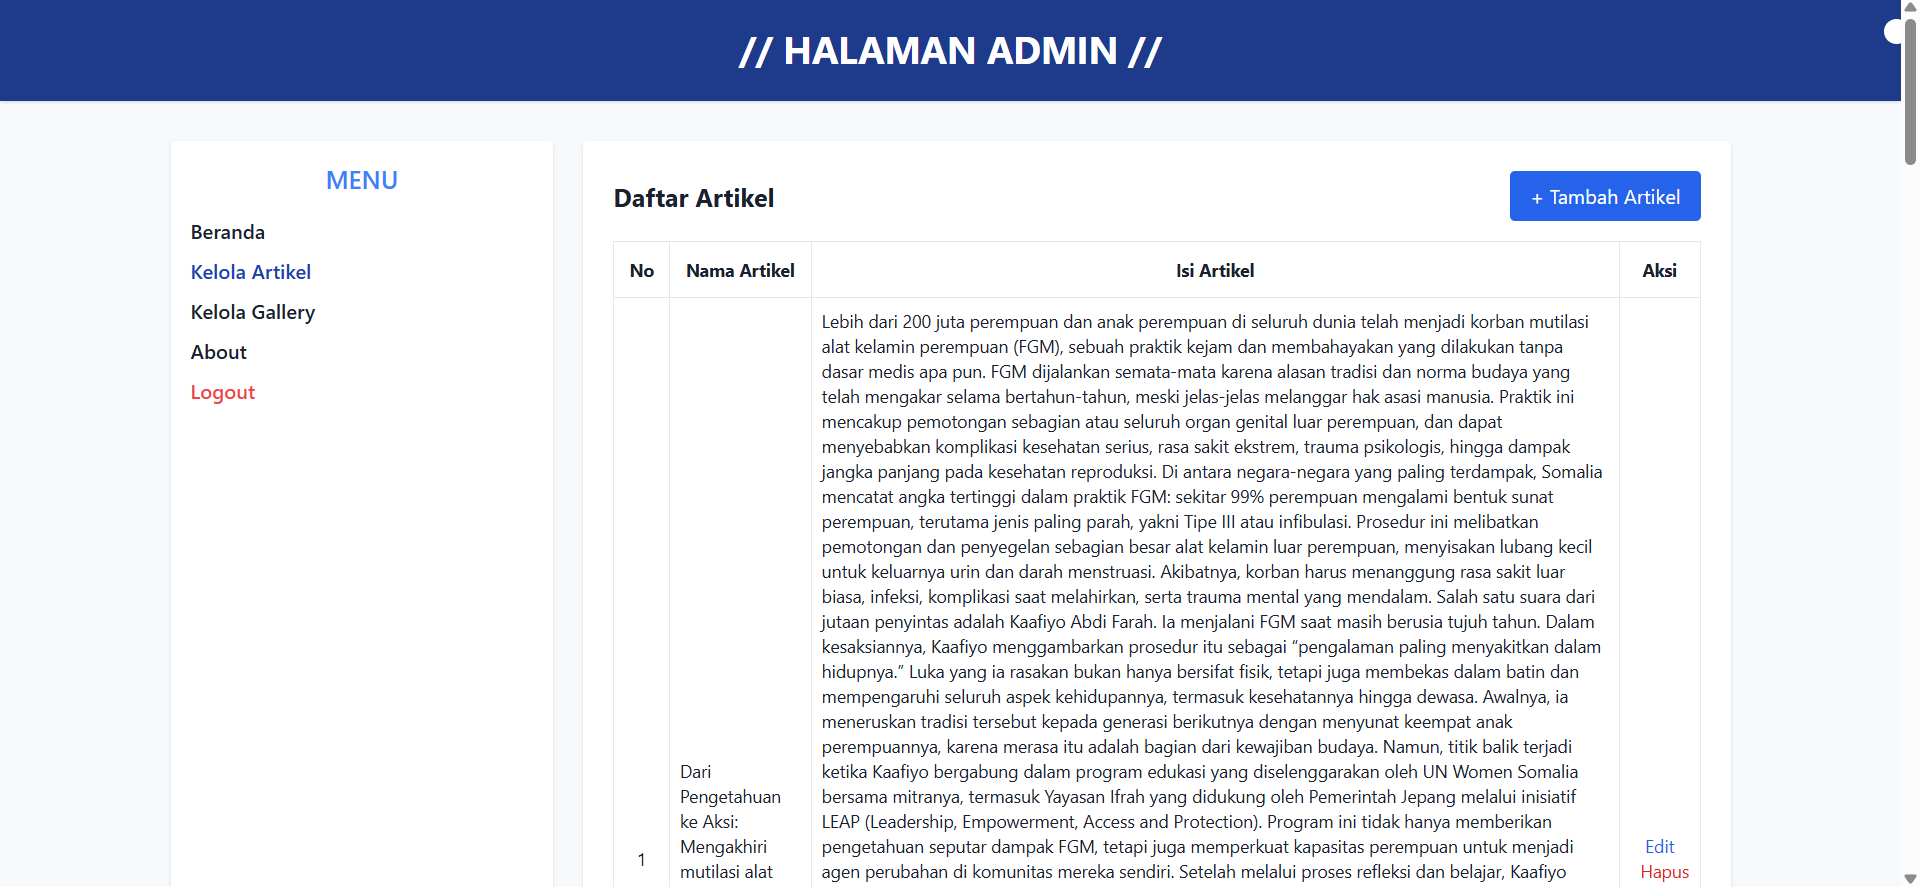 // HALAMAN ADMIN //
MENU
Beranda
Kelola Artikel
Kelola Gallery
About
Logout
Daftar Artikel
+ Tambah Artikel
No
Nama Artikel
Isi Artikel
Aksi
1
Dari
Pengetahuan
ke Aksi:
Mengakhiri
mutilasi alat
Lebih dari 200 juta perempuan dan anak perempuan di seluruh dunia telah menjadi korban mutilasi
alat kelamin perempuan (FGM), sebuah praktik kejam dan membahayakan yang dilakukan tanpa
dasar medis apa pun. FGM dijalankan semata-mata karena alasan tradisi dan norma budaya yang
telah mengakar selama bertahun-tahun, meski jelas-jelas melanggar hak asasi manusia. Praktik ini
mencakup pemotongan sebagian atau seluruh organ genital luar perempuan, dan dapat
menyebabkan komplikasi kesehatan serius, rasa sakit ekstrem, trauma psikologis, hingga dampak
jangka panjang pada kesehatan reproduksi. Di antara negara-negara yang paling terdampak, Somalia
mencatat angka tertinggi dalam praktik FGM: sekitar 99% perempuan mengalami bentuk sunat
perempuan, terutama jenis paling parah, yakni Tipe III atau infibulasi. Prosedur ini melibatkan
pemotongan dan penyegelan sebagian besar alat kelamin luar perempuan, menyisakan lubang kecil
untuk keluarnya urin dan darah menstruasi. Akibatnya, korban harus menanggung rasa sakit luar
biasa, infeksi, komplikasi saat melahirkan, serta trauma mental yang mendalam. Salah satu suara dari
jutaan penyintas adalah Kaafiyo Abdi Farah. Ia menjalani FGM saat masih berusia tujuh tahun. Dalam
kesaksiannya, Kaafiyo menggambarkan prosedur itu sebagai “pengalaman paling menyakitkan dalam
hidupnya.” Luka yang ia rasakan bukan hanya bersifat fisik, tetapi juga membekas dalam batin dan
mempengaruhi seluruh aspek kehidupannya, termasuk kesehatannya hingga dewasa. Awalnya, ia
meneruskan tradisi tersebut kepada generasi berikutnya dengan menyunat keempat anak
perempuannya, karena merasa itu adalah bagian dari kewajiban budaya. Namun, titik balik terjadi
ketika Kaafiyo bergabung dalam program edukasi yang diselenggarakan oleh UN Women Somalia
bersama mitranya, termasuk Yayasan Ifrah yang didukung oleh Pemerintah Jepang melalui inisiatif
LEAP (Leadership, Empowerment, Access and Protection). Program ini tidak hanya memberikan
pengetahuan seputar dampak FGM, tetapi juga memperkuat kapasitas perempuan untuk menjadi
agen perubahan di komunitas mereka sendiri. Setelah melalui proses refleksi dan belajar, Kaafiyo
Edit
Hapus